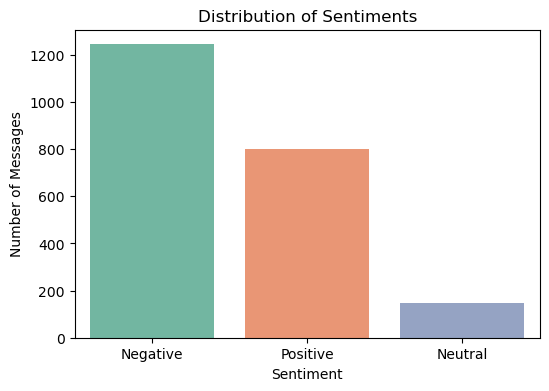 Distribution of Sentiments
1200
1000
800
600
400
200
0
Number of Messages
Negative Positive Neutral
Sentiment